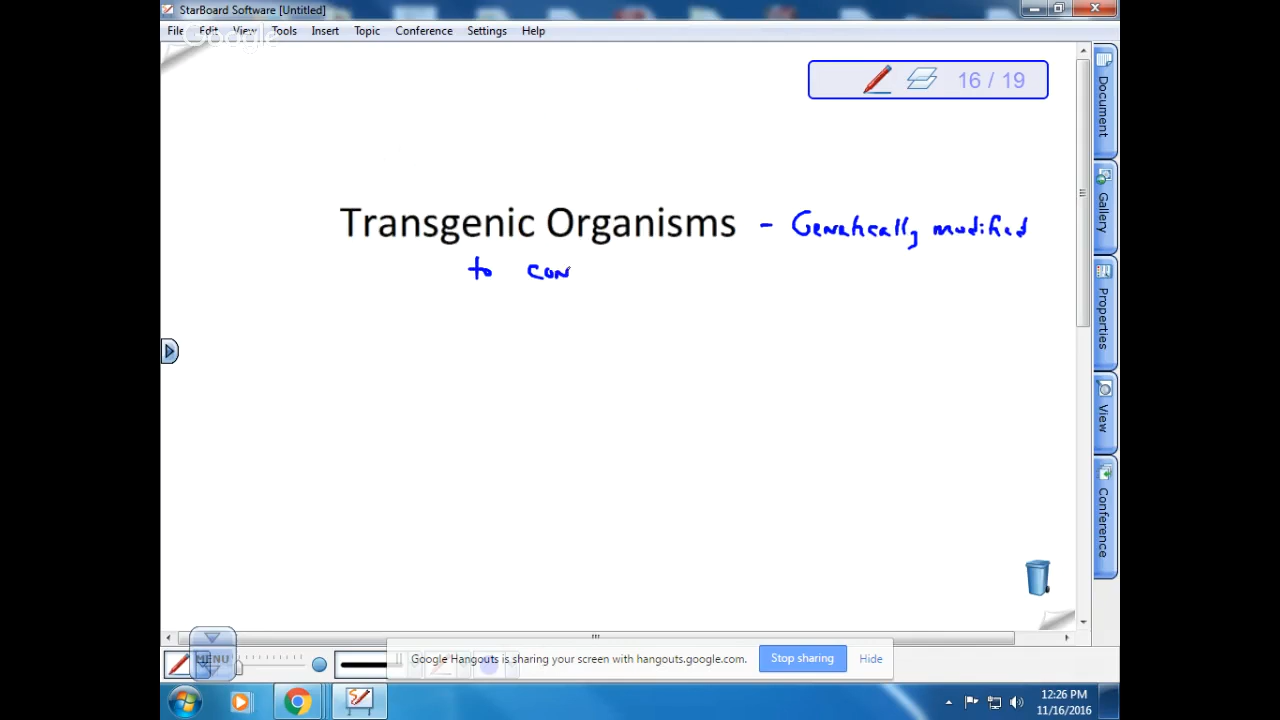 StarBoard Software [Untitled]
File Edit View Tools Insert Topic Conference Settings Help
Google
16 / 19
Document
Gallery
Properties
View
Conference
Transgenic Organisms - Genetically modified
to con
MENU
Google Hangouts is sharing your screen with hangouts.google.com. Stop sharing Hide
12:26 PM
11/16/2016